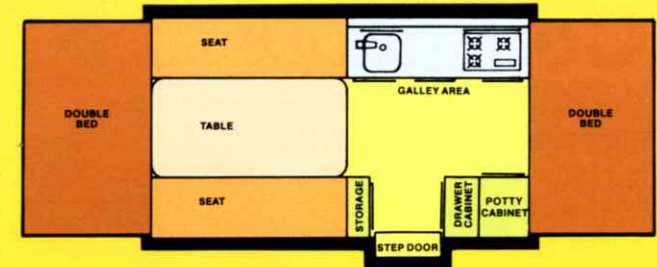 SEAT
DOUBLE
BED
TABLE
GALLEY AREA
DOUBLE
BED
SEAT
STORAGE
DRAWER
CABINET
POTTY
CABINET
STEP DOOR